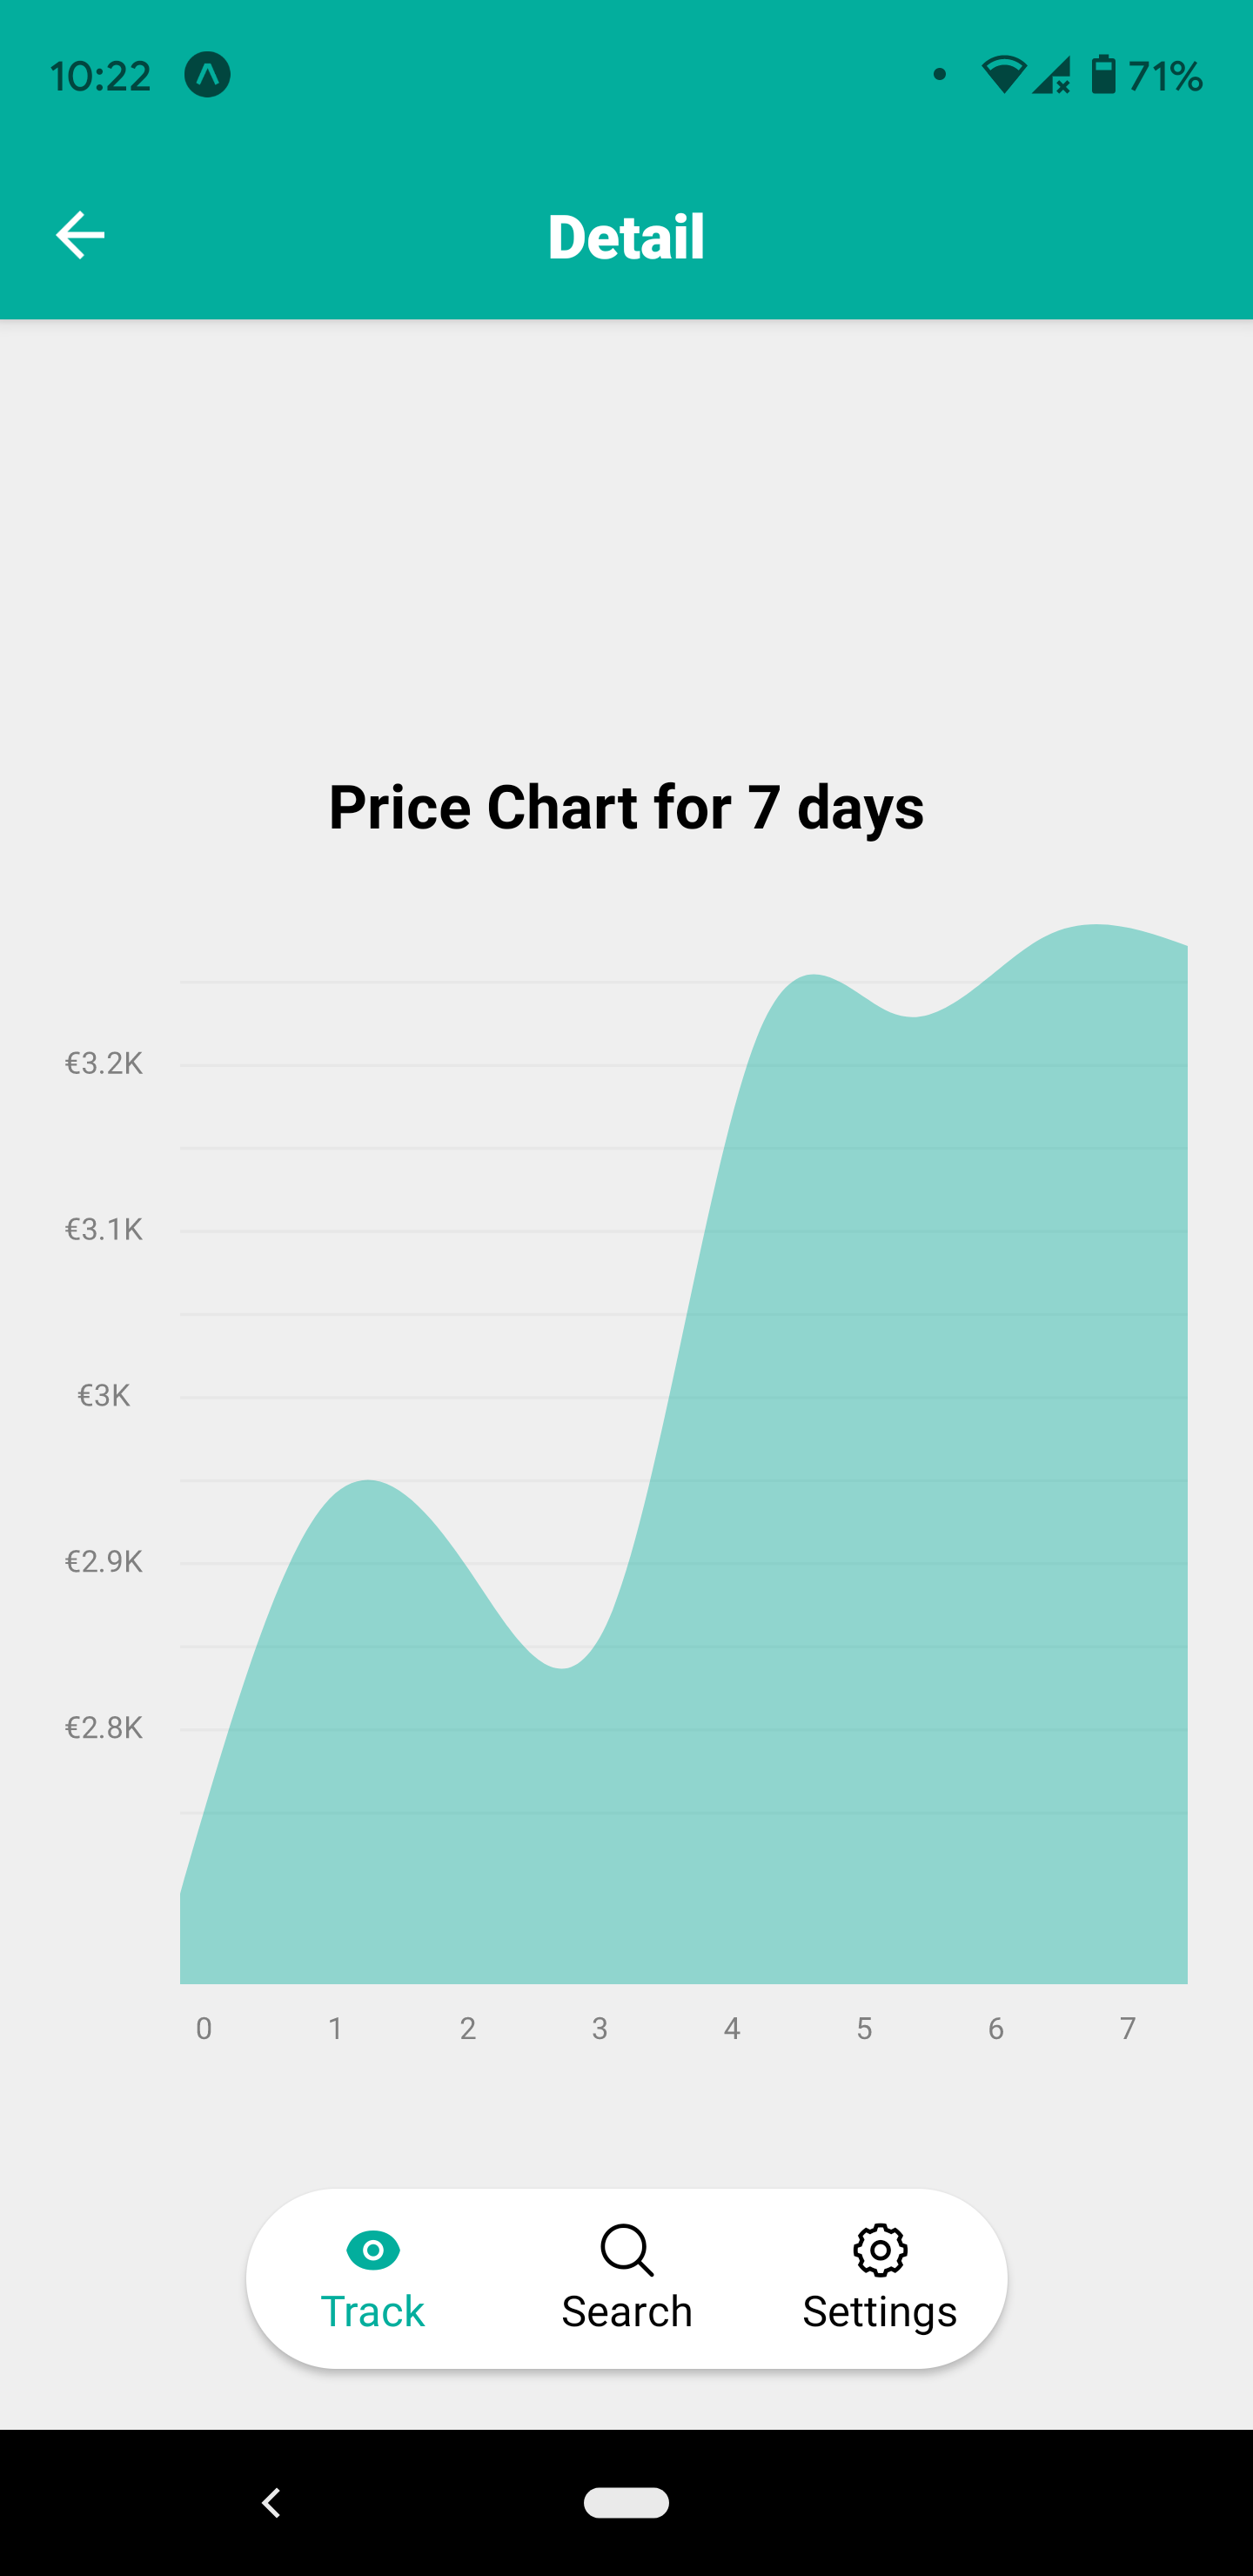 10:22 71%
Detail
Price Chart for 7 days
€3.2K
€3.1K
€3K
€2.9K
€2.8K
0 1 2 3 4 5 6 7
Track Search Settings